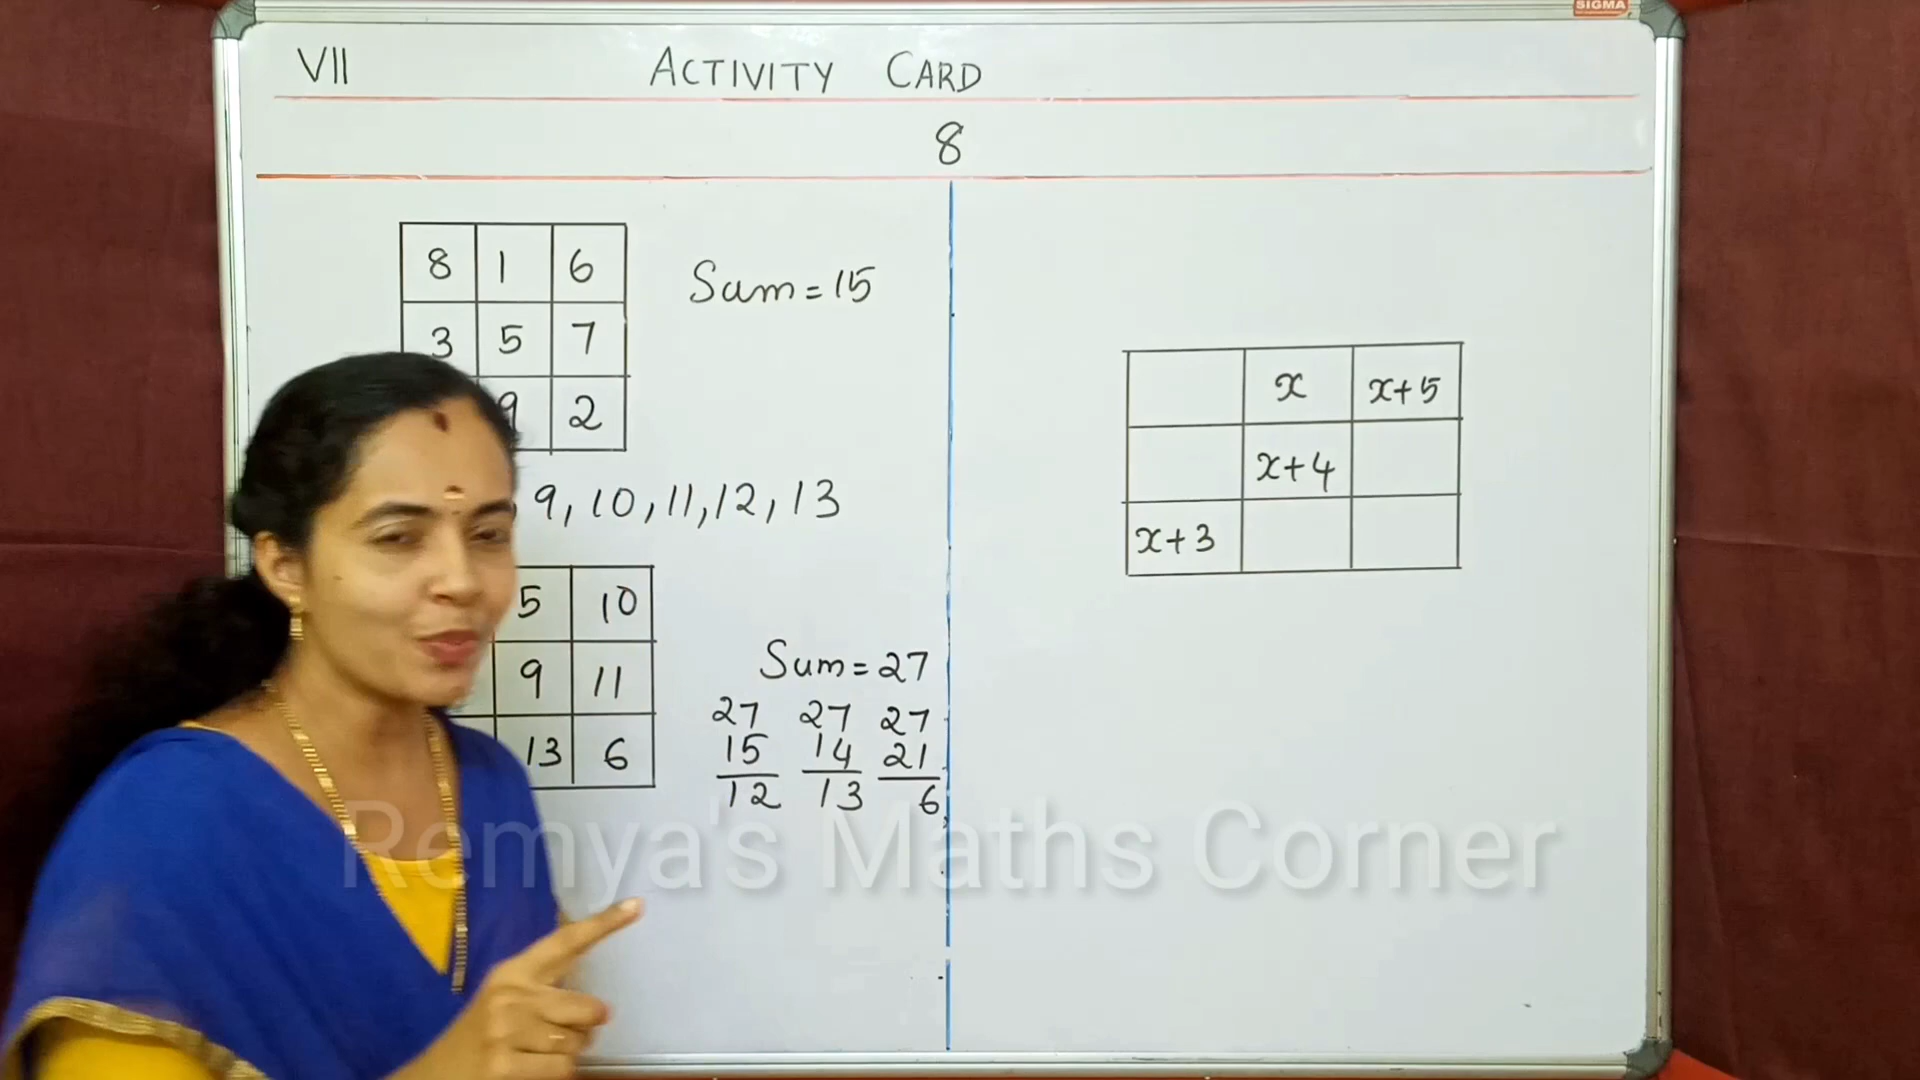 SIGMA
VII ACTIVITY CARD
8
8 1 6
3 5 7
9 2
Sum = 15
9, 10, 11, 12, 13
5 10
9 11
13 6
Sum = 27
27 27 27
15 14 21
12 13 6
x x+5
x+4
x+3
Remya's Maths Corner